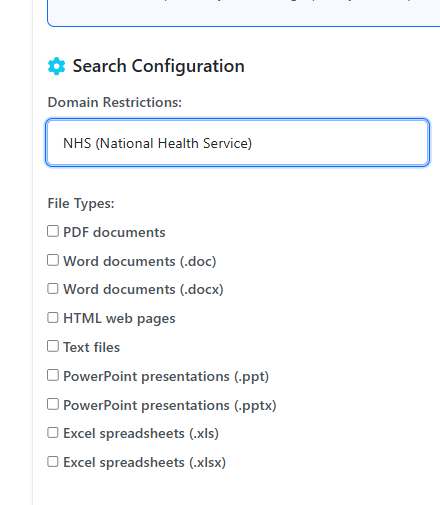 Search Configuration
Domain Restrictions:
NHS (National Health Service)
File Types:
PDF documents
Word documents (.doc)
Word documents (.docx)
HTML web pages
Text files
PowerPoint presentations (.ppt)
PowerPoint presentations (.pptx)
Excel spreadsheets (.xls)
Excel spreadsheets (.xlsx)